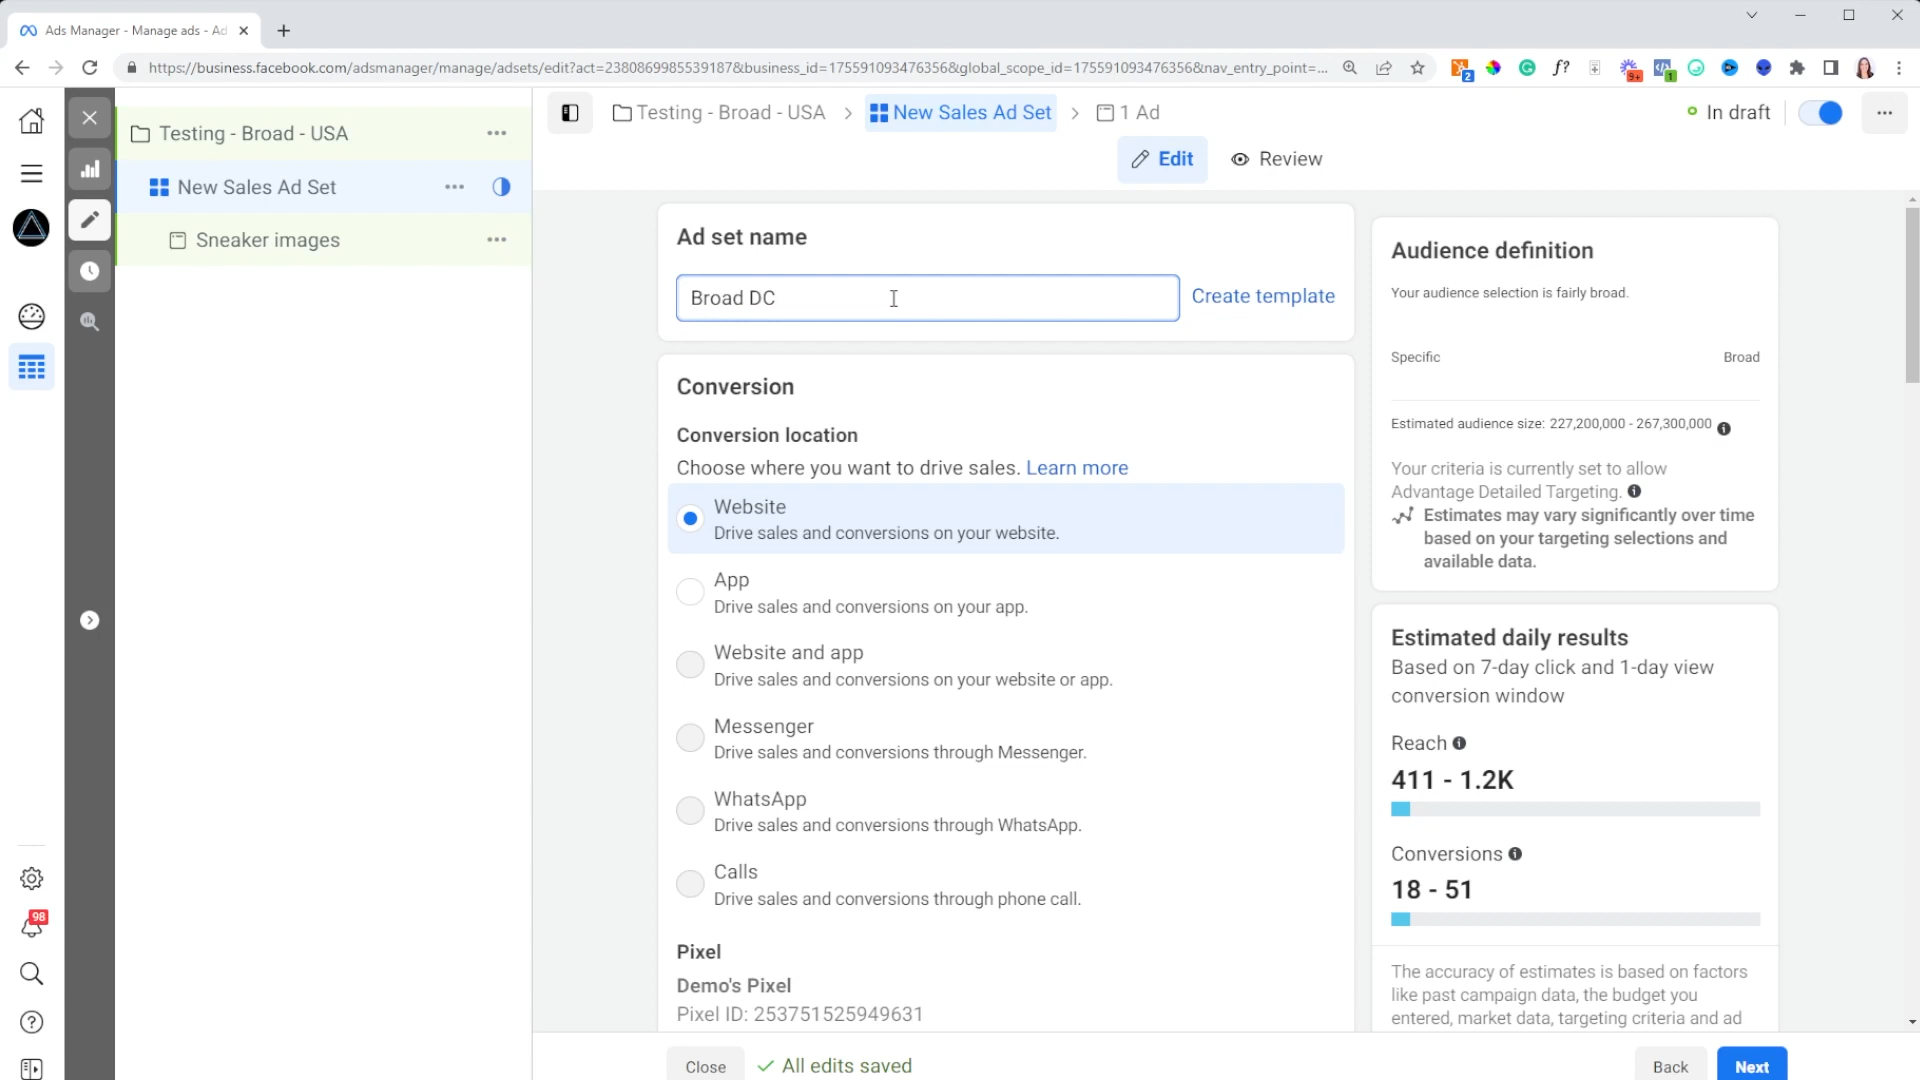 Ads Manager - Manage ads - Ad
https://business.facebook.com/adsmanager/manage/adsets/edit?act=2380869985539187&business_id=175591093476356&global_scope_id=175591093476356&nav_entry_point=...
2
f?
9+
1
Testing - Broad - USA
New Sales Ad Set
Sneaker images
98
Testing - Broad - USA
New Sales Ad Set
1 Ad
In draft
Edit
Review
Ad set name
Broad DC
Create template
Conversion
Conversion location
Choose where you want to drive sales. Learn more
Website
Drive sales and conversions on your website.
App
Drive sales and conversions on your app.
Website and app
Drive sales and conversions on your website or app.
Messenger
Drive sales and conversions through Messenger.
WhatsApp
Drive sales and conversions through WhatsApp.
Calls
Drive sales and conversions through phone call.
Pixel
Demo's Pixel
Pixel ID: 253751525949631
Audience definition
Your audience selection is fairly broad.
Specific
Broad
Estimated audience size: 227,200,000 - 267,300,000
Your criteria is currently set to allow
Advantage Detailed Targeting.
Estimates may vary significantly over time
based on your targeting selections and
available data.
Estimated daily results
Based on 7-day click and 1-day view
conversion window
Reach
411 - 1.2K
Conversions
18 - 51
The accuracy of estimates is based on factors
like past campaign data, the budget you
entered, market data, targeting criteria and ad
Close
All edits saved
Back
Next